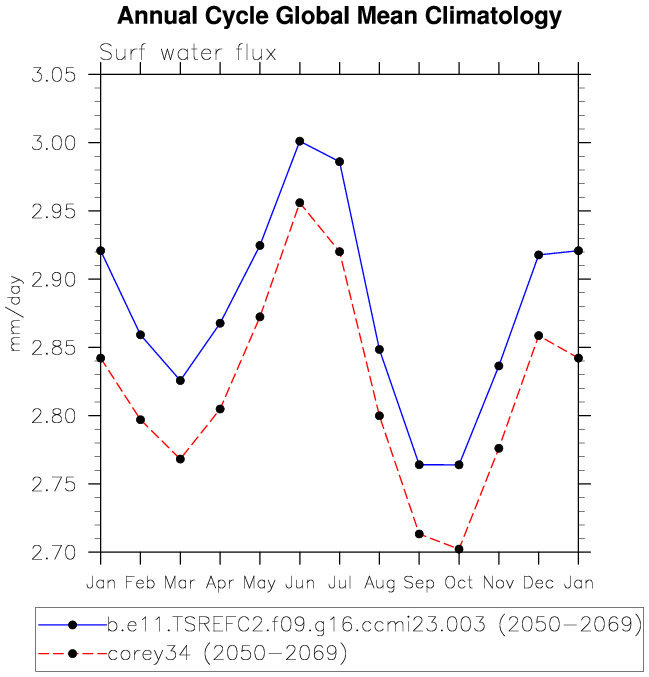 Annual Cycle Global Mean Climatology
Surf water flux
3.05
3.00
2.95
2.90
2.85
2.80
2.75
2.70
mm/day
Jan Feb Mar Apr May Jun Jul Aug Sep Oct Nov Dec Jan
b.e11.TSREFC2.f09.g16.ccmi23.003 (2050-2069)
corey34 (2050-2069)